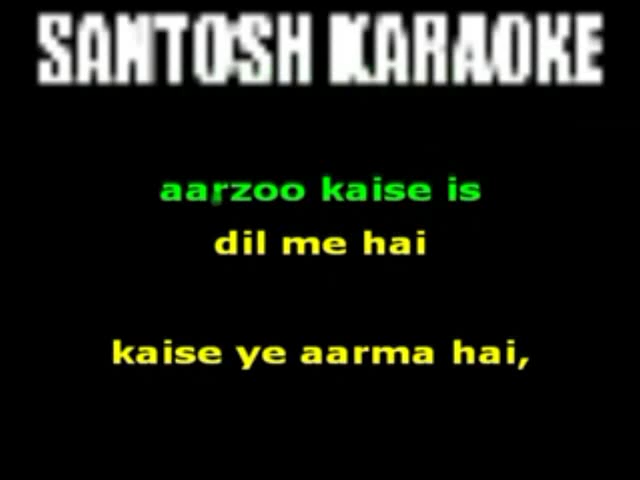 SANTOSH KARAOKE
aarzoo kaise is
dil me hai
kaise ye aarma hai,